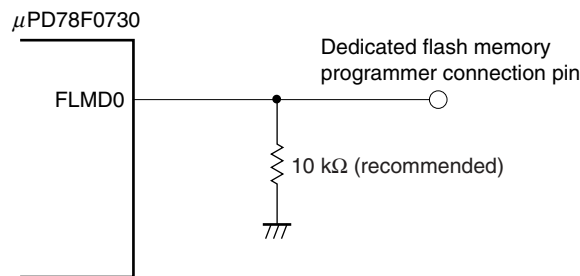 μPD78F0730
Dedicated flash memory
programmer connection pin
FLMD0
10 kΩ (recommended)